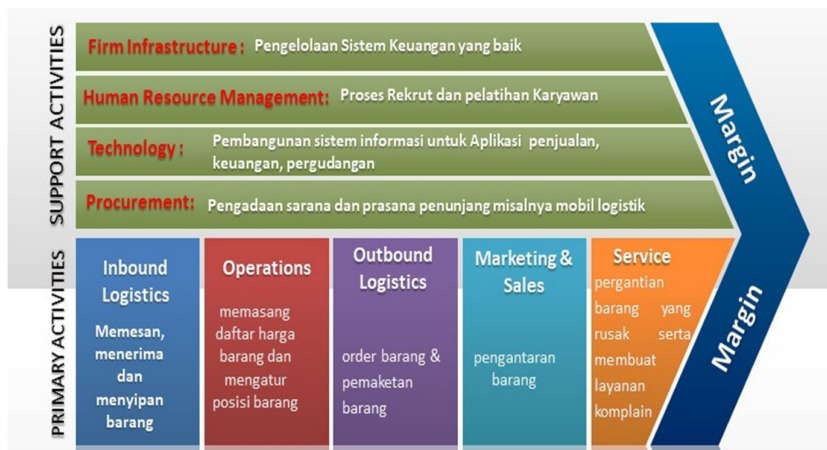 SUPPORT ACTIVITIES
Firm Infrastructure : Pengelolaan Sistem Keuangan yang baik
Human Resource Management: Proses Rekrut dan pelatihan Karyawan
Technology : Pembangunan sistem informasi untuk Aplikasi penjualan,
keuangan, pergudangan
Procurement: Pengadaan sarana dan prasana penunjang misalnya mobil logistik
Margin
PRIMARY ACTIVITIES
Inbound
Logistics
Memesan,
menerima
dan
menyipan
barang
Operations
memasang
daftar harga
barang dan
mengatur
posisi barang
Outbound
Logistics
order barang &
pemaketan
barang
Marketing &
Sales
pengantaran
barang
Service
pergantian
barang yang
rusak serta
membuat
layanan
komplain
Margin